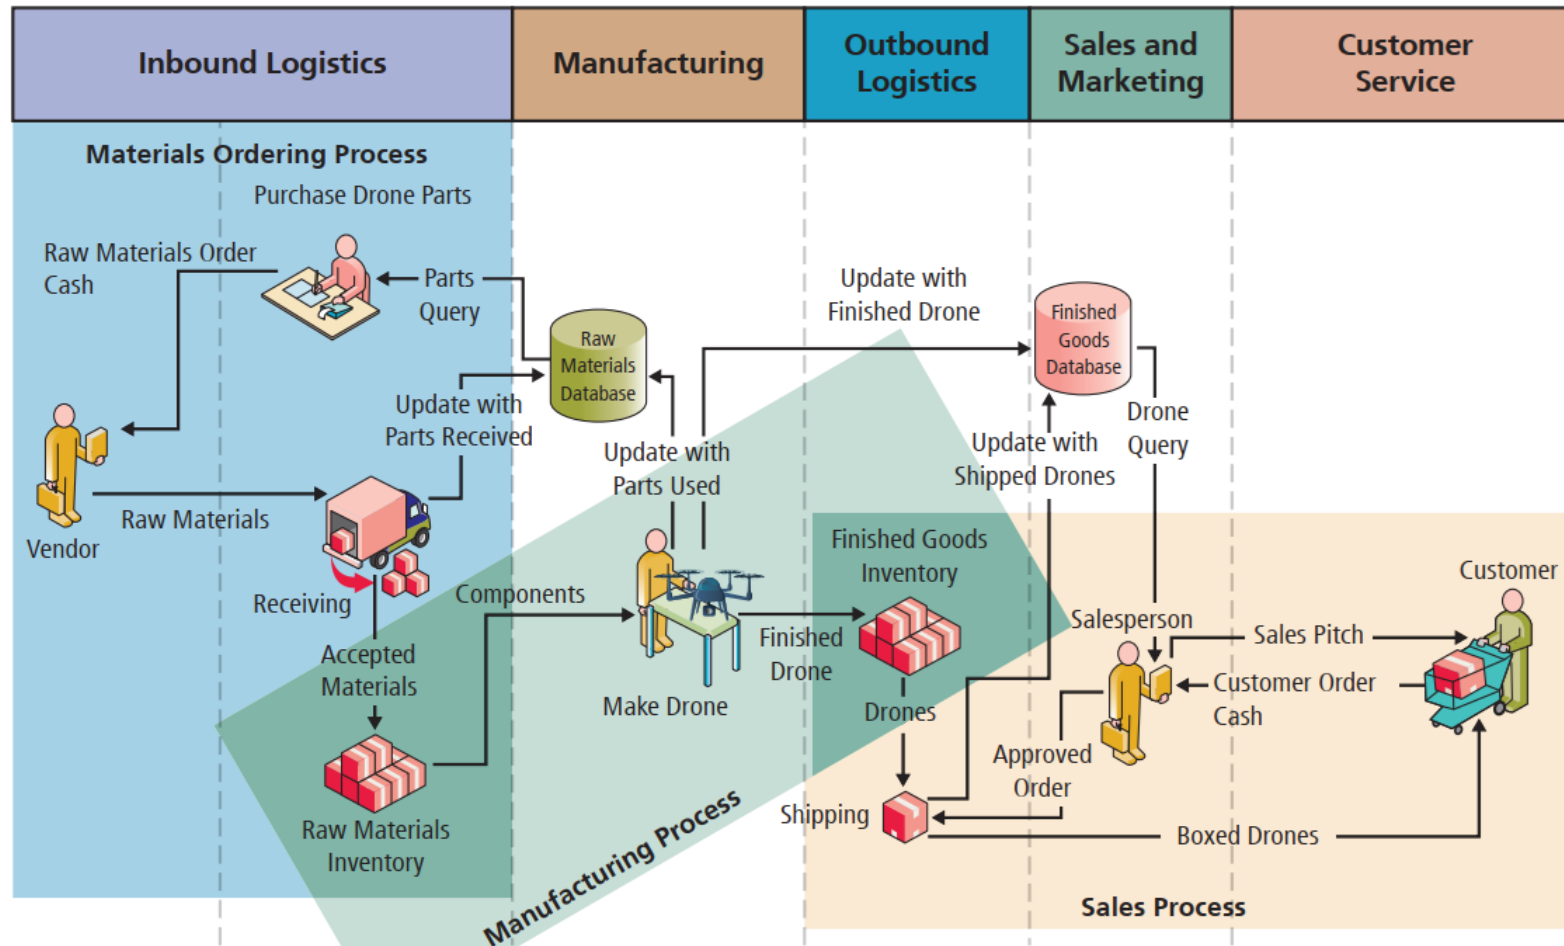 Inbound Logistics
Manufacturing
Outbound
Logistics
Sales and
Marketing
Customer
Service
Materials Ordering Process
Purchase Drone Parts
Raw Materials Order
Cash
Parts
Query
Raw
Materials
Database
Update with
Parts Received
Vendor
Raw Materials
Receiving
Accepted
Materials
Raw Materials
Inventory
Components
Update with
Parts Used
Make Drone
Manufacturing Process
Update with
Finished Drone
Finished
Goods
Database
Drone
Query
Update with
Shipped Drones
Finished Goods
Inventory
Finished
Drone
Drones
Shipping
Approved
Order
Salesperson
Sales Pitch
Customer
Customer Order
Cash
Boxed Drones
Sales Process